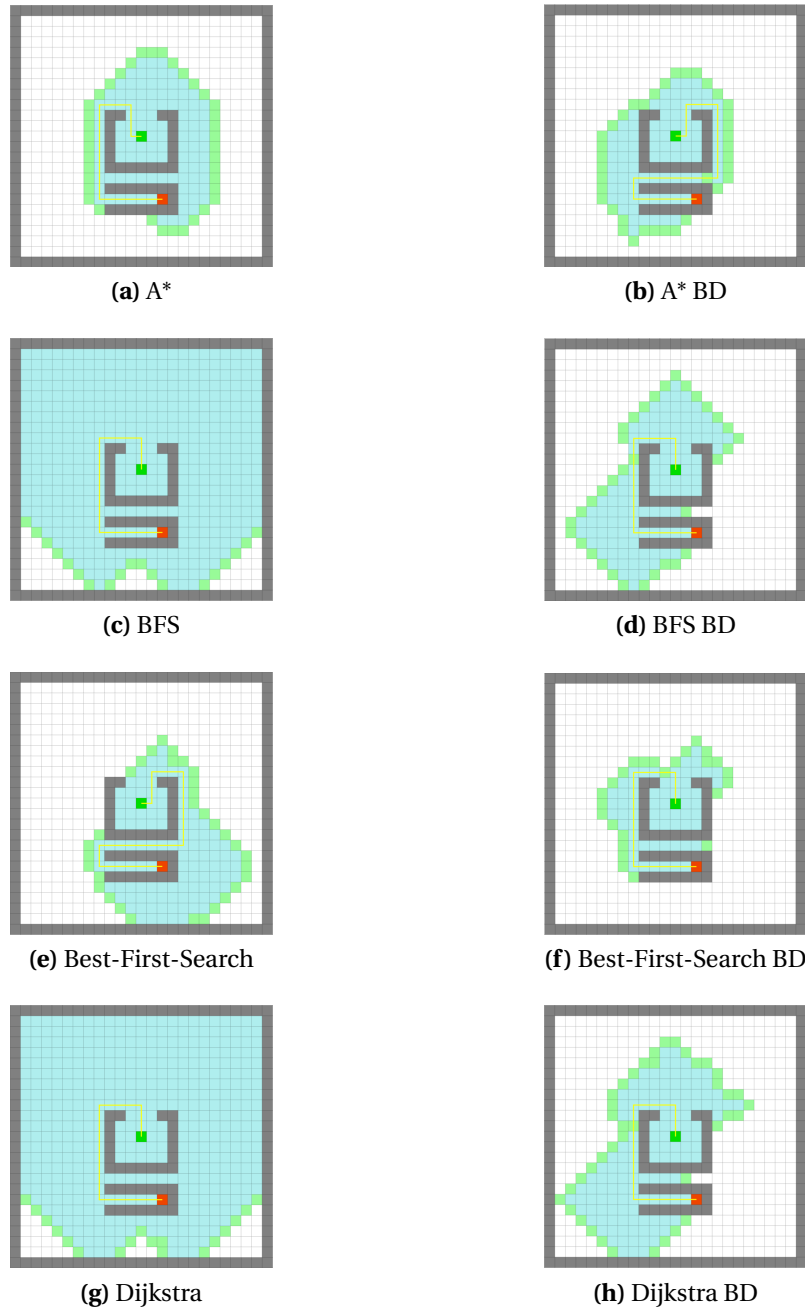 (a) A*
(b) A* BD
(c) BFS
(d) BFS BD
(e) Best-First-Search
(f) Best-First-Search BD
(g) Dijkstra
(h) Dijkstra BD